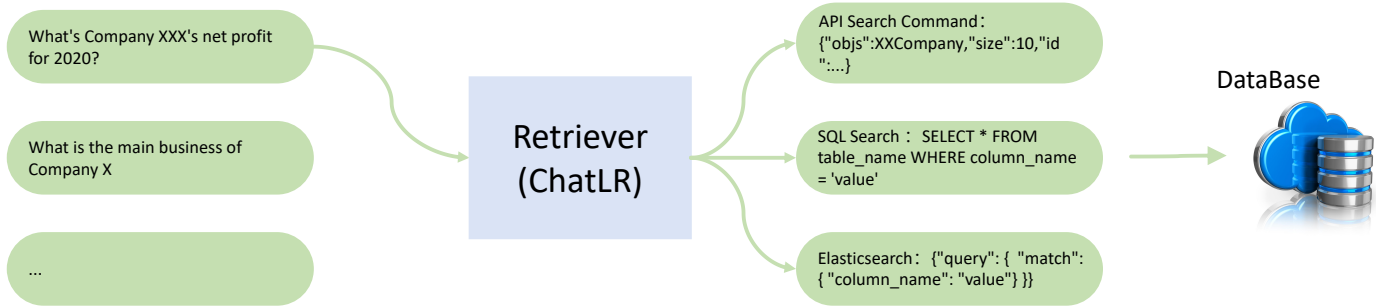 What's Company XXX's net profit
for 2020?
What is the main business of
Company X
...
Retriever
(ChatLR)
API Search Command：
{"objs":XXCompany,"size":10,"id
":...}
SQL Search ：SELECT * FROM
table_name WHERE column_name
= 'value'
Elasticsearch：{"query": { "match":
{ "column_name": "value"} }}
DataBase